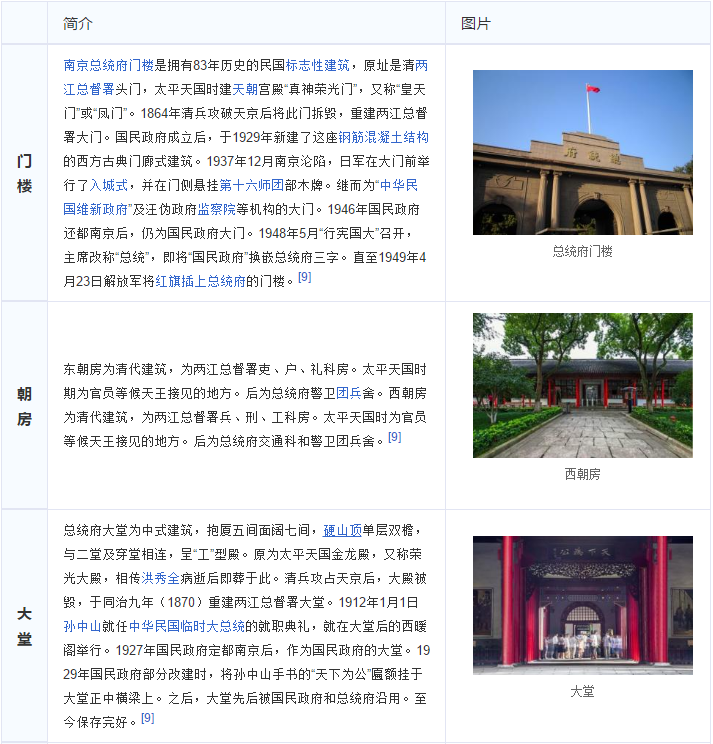 简介
图片
门
楼
南京总统府门楼是拥有83年历史的民国标志性建筑，原址是清两
江总督署头门，太平天国时建天朝宫殿“真神荣光门”，又称“皇天
门”或“凤门”。1864年清兵攻破天京后将此门拆毁，重建两江总督
署大门。国民政府成立后，于1929年新建了这座钢筋混凝土结构
的西方古典门廊式建筑。1937年12月南京沦陷，日军在大门前举
行了入城式，并在门侧悬挂第十六师团部木牌。继而为“中华民
国维新政府”及汪伪政府监察院等机构的大门。1946年国民政府
还都南京后，仍为国民政府大门。1948年5月“行宪国大”召开，
主席改称“总统”，即将“国民政府”换嵌总统府三字。直至1949年4
月23日解放军将红旗插上总统府的门楼。[9]
府統總
总统府门楼
朝
房
东朝房为清代建筑，为两江总督署吏、户、礼科房。太平天国时
期为官员等候天王接见的地方。后为总统府警卫团兵舍。西朝房
为清代建筑，为两江总督署兵、刑、工科房。太平天国时为官员
等候天王接见的地方。后为总统府交通科和警卫团兵舍。[9]
西朝房
大
堂
总统府大堂为中式建筑，抱厦五间面阔七间，硬山顶单层双檐，
与二堂及穿堂相连，呈“工”型殿。原为太平天国金龙殿，又称荣
光大殿，相传洪秀全病逝后即葬于此。清兵攻占天京后，大殿被
毁，于同治九年（1870）重建两江总督署大堂。1912年1月1日
孙中山就任中华民国临时大总统的就职典礼，就在大堂后的西暖
阁举行。1927年国民政府定都南京后，作为国民政府的大堂。19
29年国民政府部分改建时，将孙中山手书的“天下为公”匾额挂于
大堂正中横梁上。之后，大堂先后被国民政府和总统府沿用。至
今保存完好。[9]
公為下天
大堂